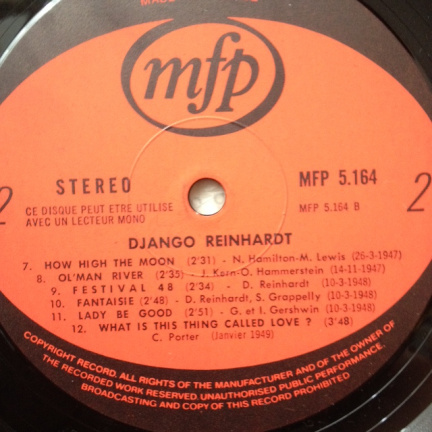 MADE
mfp
2
STEREO
CE DISQUE PEUT ETRE UTILISE
AVEC UN LECTEUR MONO
MFP 5.164
MFP 5.164 B
2
DJANGO REINHARDT
7. HOW HIGH THE MOON (2'31) - N. Hamilton-M. Lewis (26-3-1947)
8. OL'MAN RIVER (2'35) - J. Kern-O. Hammerstein (14-11-1947)
9. FESTIVAL 48 (2'34) - D. Reinhardt (10-3-1948)
10. FANTAISIE (2'48) - D. Reinhardt, S. Grappelly (10-3-1948)
11. LADY BE GOOD (2'51) - G. et I. Gershwin (10-3-1948)
12. WHAT IS THIS THING CALLED LOVE ? (3'48)
C. Porter (Janvier 1949)
COPYRIGHT RECORD. ALL RIGHTS OF THE MANUFACTURER AND OF THE OWNER OF
THE RECORDED WORK RESERVED. UNAUTHORISED PUBLIC PERFORMANCE.
BROADCASTING AND COPY OF THIS RECORD PROHIBITED